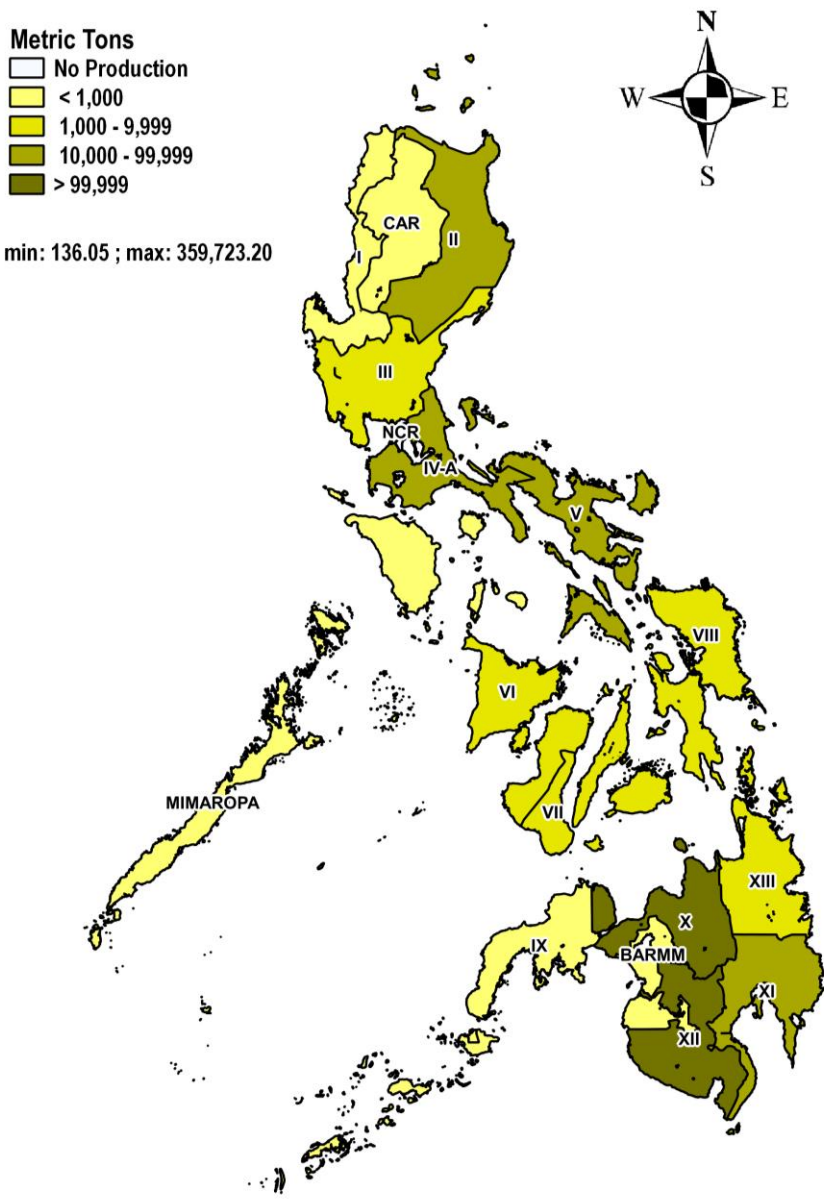 Metric Tons
No Production
< 1,000
1,000 - 9,999
10,000 - 99,999
> 99,999
min: 136.05 ; max: 359,723.20
N
W
E
S
CAR
I
II
III
NCR
IV-A
V
VIII
VI
MIMAROPA
VII
XIII
X
IX
BARMM
XI
XII